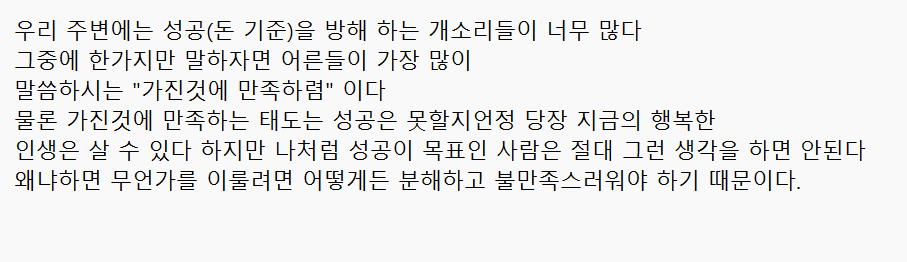 우리 주변에는 성공(돈 기준)을 방해 하는 개소리들이 너무 많다
그중에 한가지만 말하자면 어른들이 가장 많이
말씀하시는 "가진것에 만족하렴" 이다
물론 가진것에 만족하는 태도는 성공은 못할지언정 당장 지금의 행복한
인생은 살 수 있다 하지만 나처럼 성공이 목표인 사람은 절대 그런 생각을 하면 안된다
왜냐하면 무언가를 이룰려면 어떻게든 분해하고 불만족스러워야 하기 때문이다.